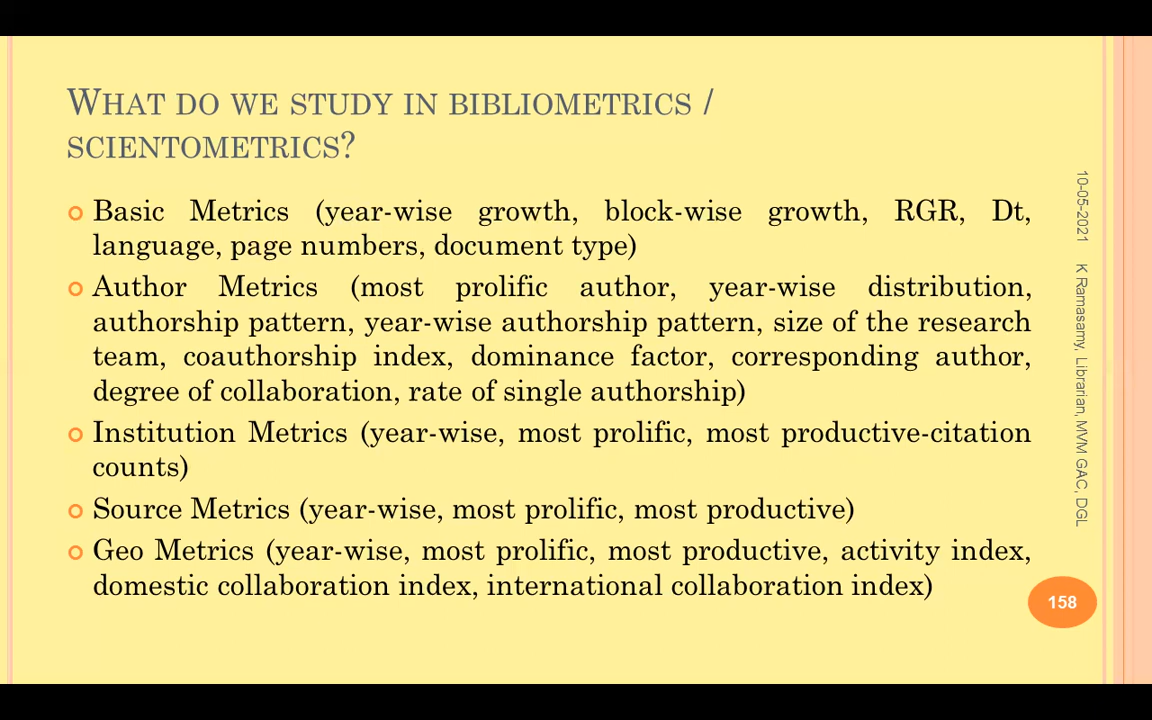 WHAT DO WE STUDY IN BIBLIOMETRICS /
SCIENTOMETRICS?
Basic Metrics (year-wise growth, block-wise growth, RGR, Dt,
language, page numbers, document type)
Author Metrics (most prolific author, year-wise distribution,
authorship pattern, year-wise authorship pattern, size of the research
team, coauthorship index, dominance factor, corresponding author,
degree of collaboration, rate of single authorship)
Institution Metrics (year-wise, most prolific, most productive-citation
counts)
Source Metrics (year-wise, most prolific, most productive)
Geo Metrics (year-wise, most prolific, most productive, activity index,
domestic collaboration index, international collaboration index)
10-05-2021 K Ramasamy, Librarian, MVM GAC, DGL
158